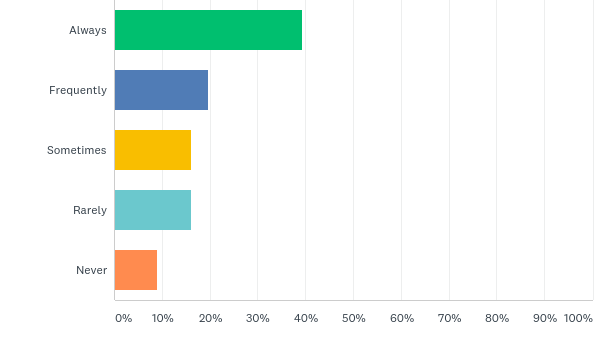 Always
Frequently
Sometimes
Rarely
Never
0% 10% 20% 30% 40% 50% 60% 70% 80% 90% 100%